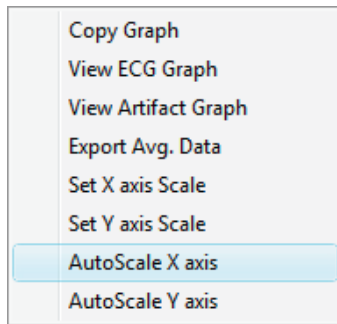 Copy Graph
View ECG Graph
View Artifact Graph
Export Avg. Data
Set X axis Scale
Set Y axis Scale
AutoScale X axis
AutoScale Y axis